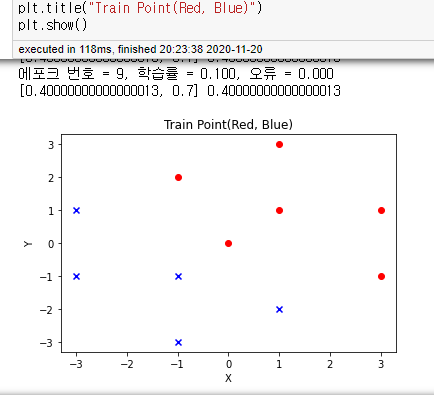 plt.title("Train Point(Red, Blue)")
plt.show()
executed in 118ms, finished 20:23:38 2020-11-20
에포크 번호 = 9, 학습률 = 0.100, 오류 = 0.000
[0.40000000000000013, 0.7] 0.40000000000000013
Train Point(Red, Blue)
3
2
1
0
−1
−2
−3
Y
−3 −2 −1 0 1 2 3
X